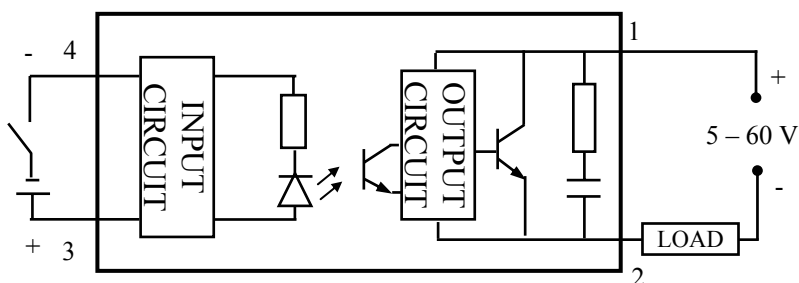 - 4
1
+
INPUT
CIRCUIT
OUTPUT
CIRCUIT
5 – 60 V
-
LOAD
+ 3
2